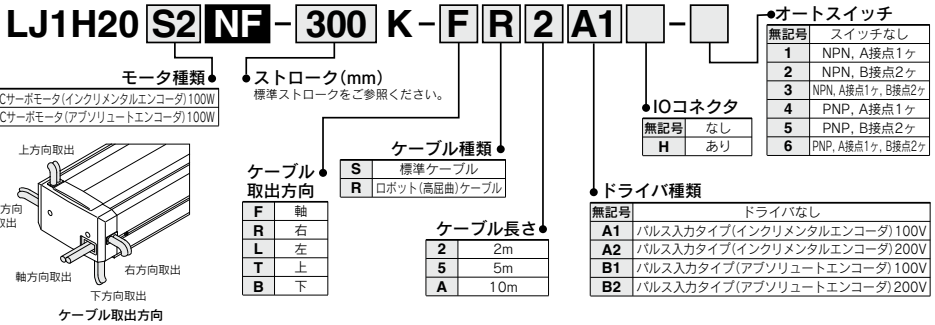 LJ1H20 S2 NF - 300 K - F R 2 A1 -
モータ種類
Cサーボモータ(インクリメンタルエンコーダ)100W
Cサーボモータ(アブソリュートエンコーダ)100W
ストローク(mm)
標準ストロークをご参照ください。
上方向取出
方向
取出
軸方向取出
右方向取出
下方向取出
ケーブル取出方向
ケーブル
取出方向
F 軸
R 右
L 左
T 上
B 下
ケーブル種類
S 標準ケーブル
R ロボット(高屈曲)ケーブル
ケーブル長さ
2 2m
5 5m
A 10m
IOコネクタ
無記号 なし
H あり
ドライバ種類
無記号 ドライバなし
A1 パルス入力タイプ(インクリメンタルエンコーダ)100V
A2 パルス入力タイプ(インクリメンタルエンコーダ)200V
B1 パルス入力タイプ(アブソリュートエンコーダ)100V
B2 パルス入力タイプ(アブソリュートエンコーダ)200V
オートスイッチ
無記号 スイッチなし
1 NPN, A接点1ヶ
2 NPN, B接点2ヶ
3 NPN, A接点1ヶ, B接点2ヶ
4 PNP, A接点1ヶ
5 PNP, B接点2ヶ
6 PNP, A接点1ヶ, B接点2ヶ